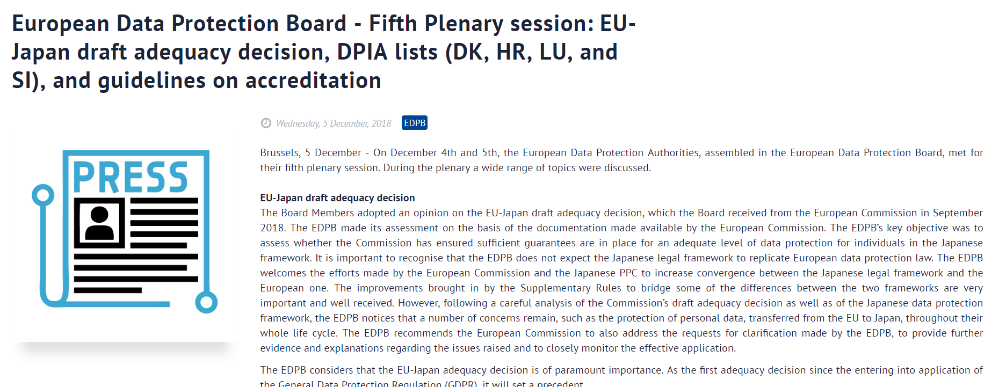 European Data Protection Board - Fifth Plenary session: EU-
Japan draft adequacy decision, DPIA lists (DK, HR, LU, and
SI), and guidelines on accreditation
Wednesday, 5 December, 2018 EDPB
PRESS
Brussels, 5 December - On December 4th and 5th, the European Data Protection Authorities, assembled in the European Data Protection Board, met for
their fifth plenary session. During the plenary a wide range of topics were discussed.
EU-Japan draft adequacy decision
The Board Members adopted an opinion on the EU-Japan draft adequacy decision, which the Board received from the European Commission in September
2018. The EDPB made its assessment on the basis of the documentation made available by the European Commission. The EDPB’s key objective was to
assess whether the Commission has ensured sufficient guarantees are in place for an adequate level of data protection for individuals in the Japanese
framework. It is important to recognise that the EDPB does not expect the Japanese legal framework to replicate European data protection law. The EDPB
welcomes the efforts made by the European Commission and the Japanese PPC to increase convergence between the Japanese legal framework and the
European one. The improvements brought in by the Supplementary Rules to bridge some of the differences between the two frameworks are very
important and well received. However, following a careful analysis of the Commission’s draft adequacy decision as well as of the Japanese data protection
framework, the EDPB notices that a number of concerns remain, such as the protection of personal data, transferred from the EU to Japan, throughout their
whole life cycle. The EDPB recommends the European Commission to also address the requests for clarification made by the EDPB, to provide further
evidence and explanations regarding the issues raised and to closely monitor the effective application.
The EDPB considers that the EU-Japan adequacy decision is of paramount importance. As the first adequacy decision since the entering into application of
the General Data Protection Regulation (GDPR), it will set a precedent.